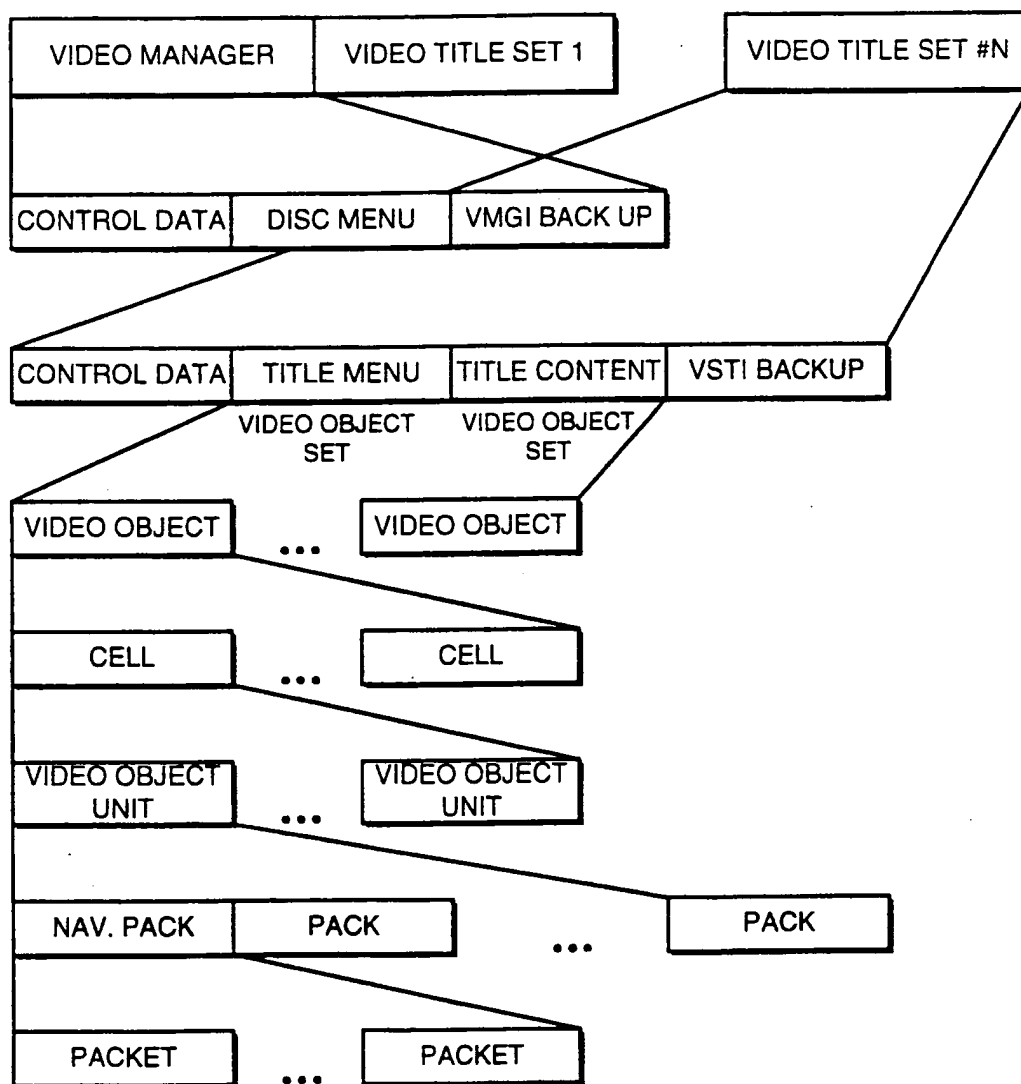 VIDEO MANAGER
VIDEO TITLE SET 1
VIDEO TITLE SET #N
CONTROL DATA
DISC MENU
VMGI BACK UP
CONTROL DATA
TITLE MENU
TITLE CONTENT
VSTI BACKUP
VIDEO OBJECT
SET
VIDEO OBJECT
SET
VIDEO OBJECT
...
VIDEO OBJECT
CELL
...
CELL
VIDEO OBJECT
UNIT
...
VIDEO OBJECT
UNIT
NAV. PACK
PACK
...
PACK
PACKET
...
PACKET